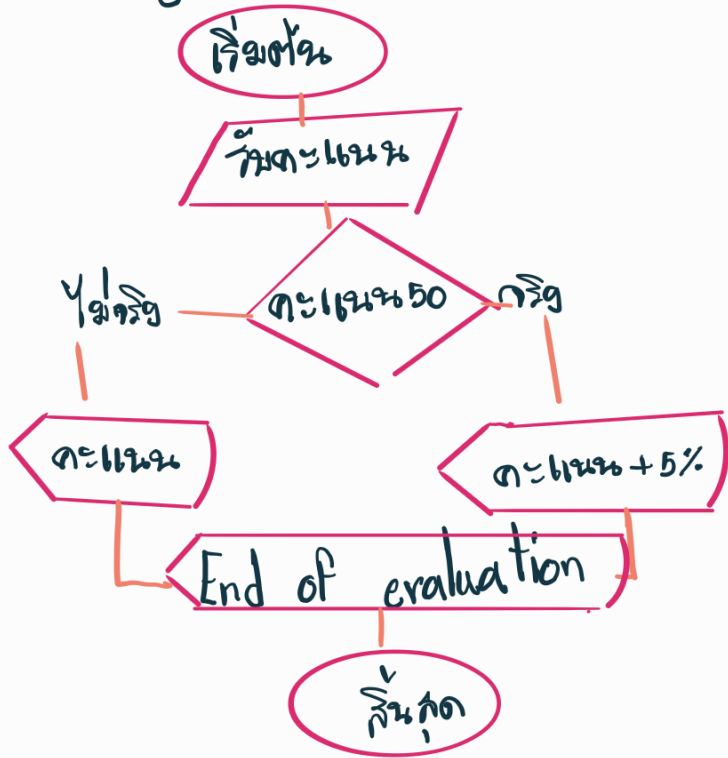 เริ่มต้น
รับคะแนน
คะแนน 50
ไม่จริง
จริง
คะแนน
คะแนน + 5%
End of evaluation
สิ้นสุด